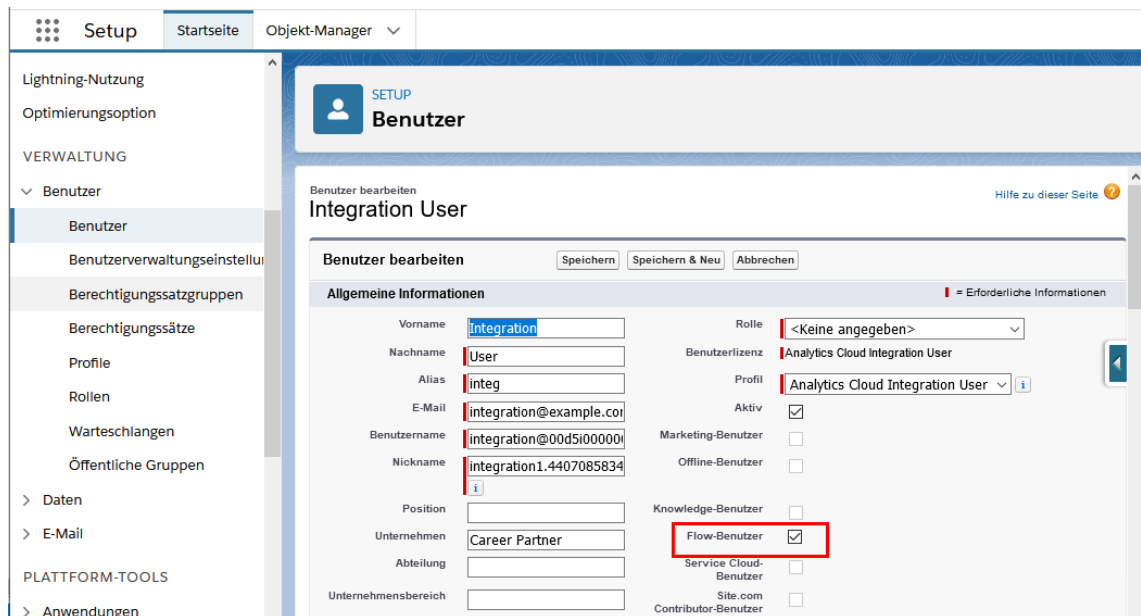 Setup
Startseite
Objekt-Manager
Lightning-Nutzung
Optimierungsoption
VERWALTUNG
Benutzer
Benutzer
Benutzerverwaltungseinstellu
Berechtigungssatzgruppen
Berechtigungssätze
Profile
Rollen
Warteschlangen
Öffentliche Gruppen
Daten
E-Mail
PLATTFORM-TOOLS
Anwendungen
SETUP
Benutzer
Benutzer bearbeiten
Integration User
Hilfe zu dieser Seite ?
Benutzer bearbeiten
Speichern
Speichern & Neu
Abbrechen
Allgemeine Informationen
= Erforderliche Informationen
Vorname Integration
Nachname User
Alias integ
E-Mail integration@example.com
Benutzername integration@00d5i00000
Nickname integration1.4407085834
i
Position
Unternehmen Career Partner
Abteilung
Unternehmensbereich
Rolle <Keine angegeben>
Benutzerlizenz Analytics Cloud Integration User
Profil Analytics Cloud Integration User i
Aktiv
Marketing-Benutzer
Offline-Benutzer
Knowledge-Benutzer
Flow-Benutzer
Service Cloud-
Benutzer
Site.com
Contributor-Benutzer